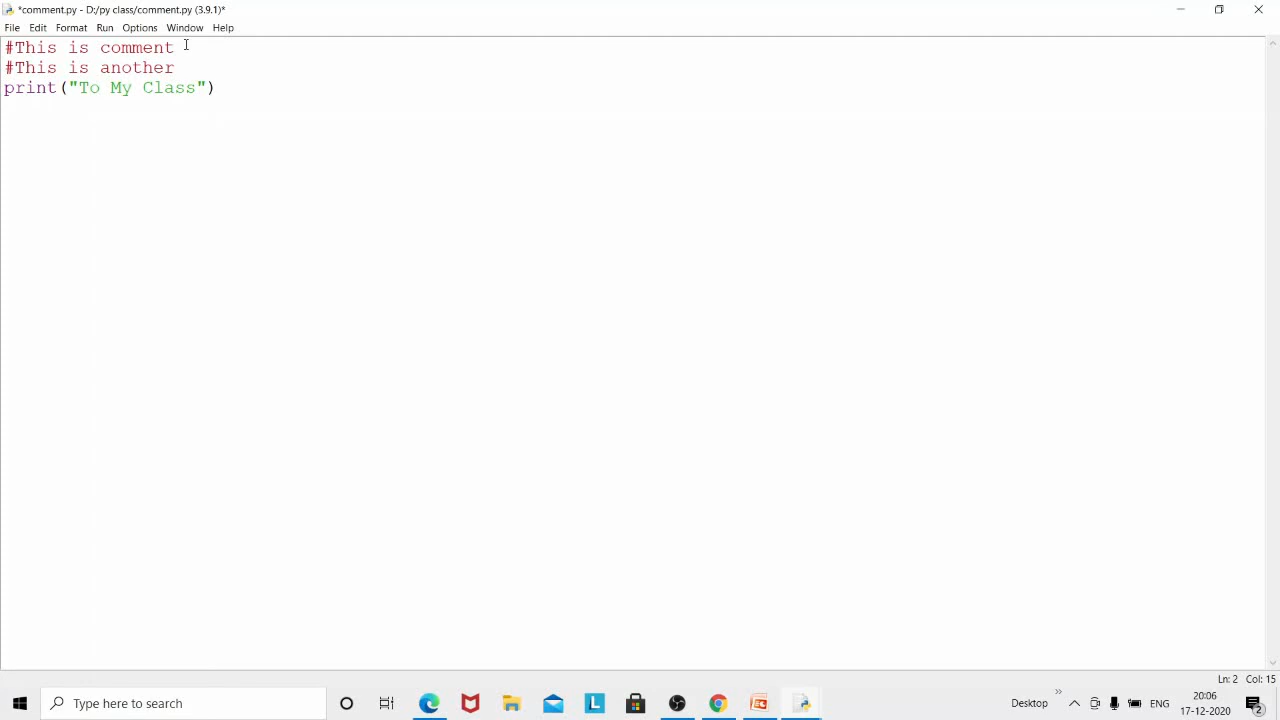 *comment.py - D:/py class/comment.py (3.9.1)*
File Edit Format Run Options Window Help
#This is comment
#This is another
print("To My Class")
Ln: 2 Col: 15
Type here to search
Desktop
ENG
20:06
17-12-2020
2